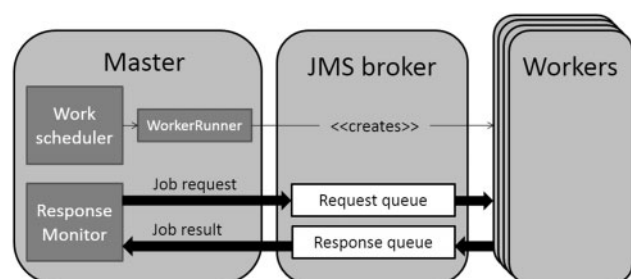 Master
JMS broker
Workers
Work
scheduler
WorkerRunner
<<creates>>
Job request
Request queue
Response
Monitor
Job result
Response queue